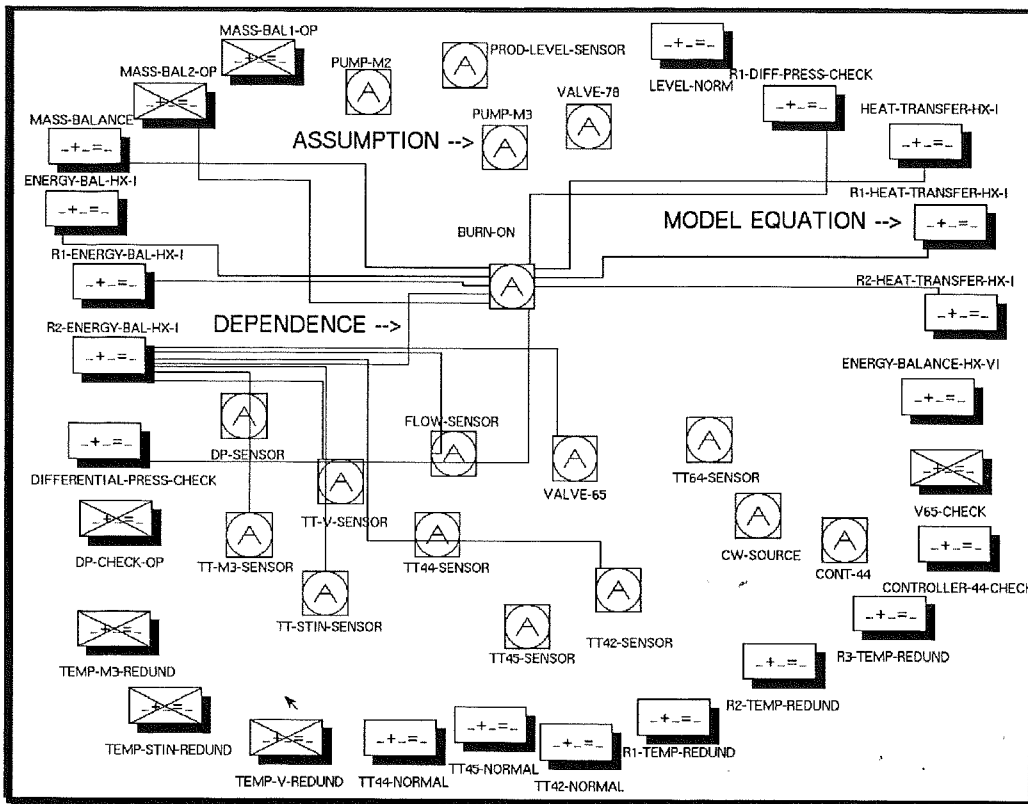 MASS-BAL1-OP
MASS-BAL2-OP
PUMP-M2
A
PROD-LEVEL-SENSOR
A
_+_=_
LEVEL-NORM
R1-DIFF-PRESS-CHECK
_+_=_
_+_=_
_+_=_
MASS-BALANCE
_+_=_
ASSUMPTION -->
PUMP-M3
A
VALVE-78
A
HEAT-TRANSFER-HX-I
_+_=_
ENERGY-BAL-HX-I
_+_=_
R1-HEAT-TRANSFER-HX-I
MODEL EQUATION -->
_+_=_
BURN-ON
A
R1-ENERGY-BAL-HX-I
_+_=_
R2-HEAT-TRANSFER-HX-I
_+_=_
R2-ENERGY-BAL-HX-I
_+_=_
DEPENDENCE -->
ENERGY-BALANCE-HX-VI
_+_=_
A
DP-SENSOR
FLOW-SENSOR
A
A
VALVE-65
A
TT64-SENSOR
_+_=_
DIFFERENTIAL-PRESS-CHECK
_+_=_
V65-CHECK
A
TT-V-SENSOR
_+_=_
DP-CHECK-OP
A
TT-M3-SENSOR
A
TT44-SENSOR
A
CW-SOURCE
A
CONT-44
_+_=_
CONTROLLER-44-CHECK
A
TT-STIN-SENSOR
A
TT45-SENSOR
A
TT42-SENSOR
_+_=_
R3-TEMP-REDUND
_+_=_
TEMP-M3-REDUND
_+_=_
R2-TEMP-REDUND
_+_=_
TEMP-STIN-REDUND
_+_=_
TEMP-V-REDUND
_+_=_
TT44-NORMAL
_+_=_
TT45-NORMAL
_+_=_
TT42-NORMAL
_+_=_
R1-TEMP-REDUND